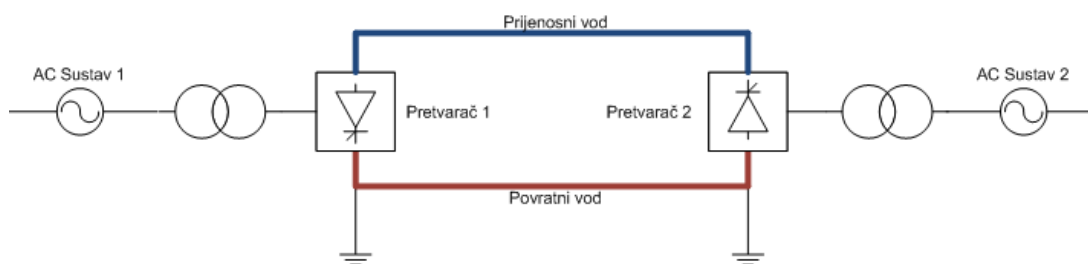 Prijenosni vod
AC Sustav 1
AC Sustav 2
Pretvarač 1
Pretvarač 2
Povratni vod